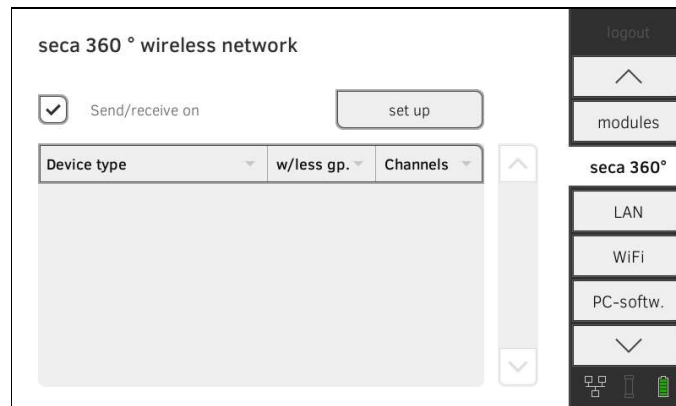 seca 360 ° wireless network
Send/receive on
set up
Device type
w/less gp.
Channels
logout
modules
seca 360°
LAN
WiFi
PC-softw.